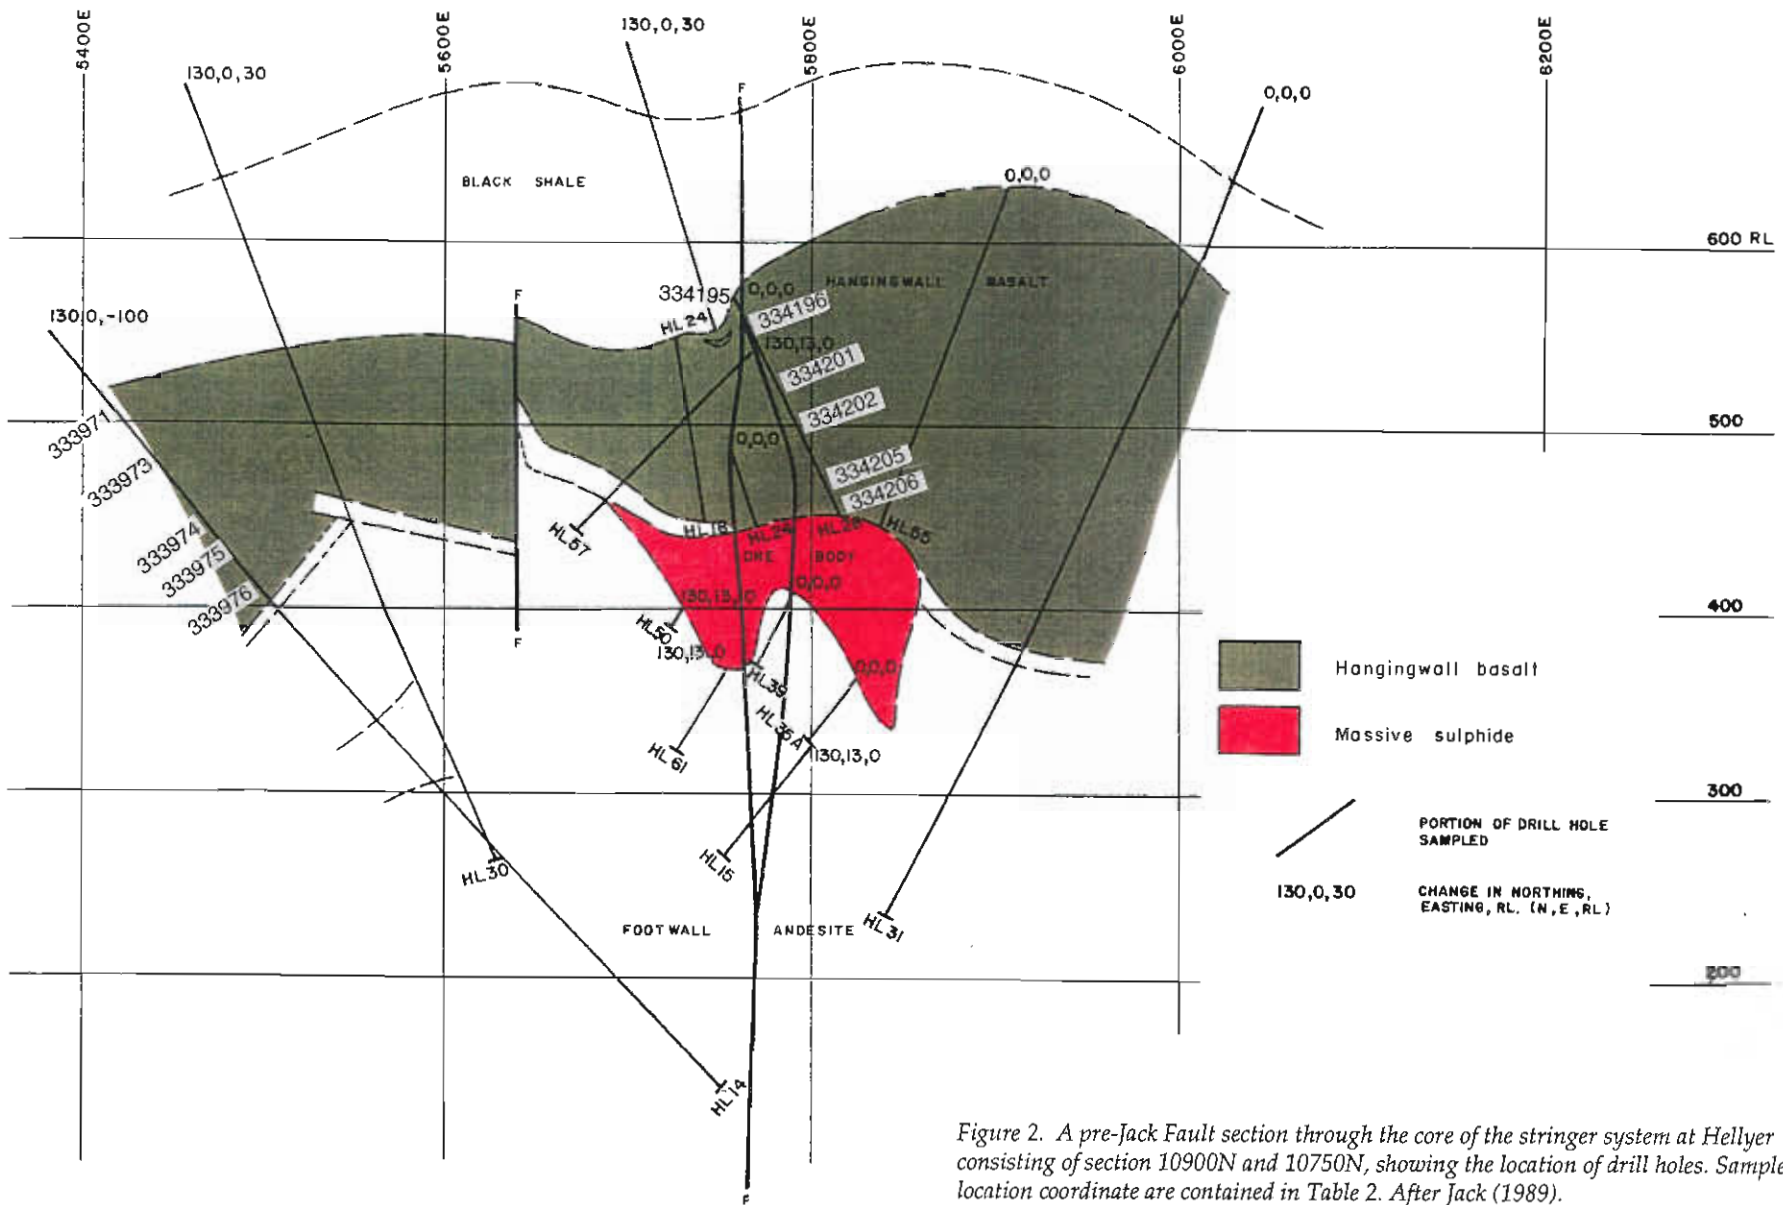 5400E
5600E
5800E
6000E
6200E
130,0,30
130,0,30
0,0,0
F
BLACK SHALE
0,0,0
600 RL
HANGINGWALL BASALT
334195
0,0,0
334196
F
HL24
130,0,-100
130,13,0
334201
334202
500
333971
0,0,0
333973
334205
334206
HL57
HL18
HL28
HL55
333974
333975
ORE BODY
0,0,0
333976
130,13,0
400
HL50
F
130,13,0
0,0,0
HL39
Hangingwall basalt
HL35A
Massive sulphide
HL61
130,13,0
300
PORTION OF DRILL HOLE
SAMPLED
HL30
HL15
130,0,30
CHANGE IN NORTHING,
EASTING, RL. (N,E,RL)
FOOTWALL ANDESITE
HL31
200
HL14
F
Figure 2. A pre-Jack Fault section through the core of the stringer system at Hellyer
consisting of section 10900N and 10750N, showing the location of drill holes. Sample
location coordinate are contained in Table 2. After Jack (1989).